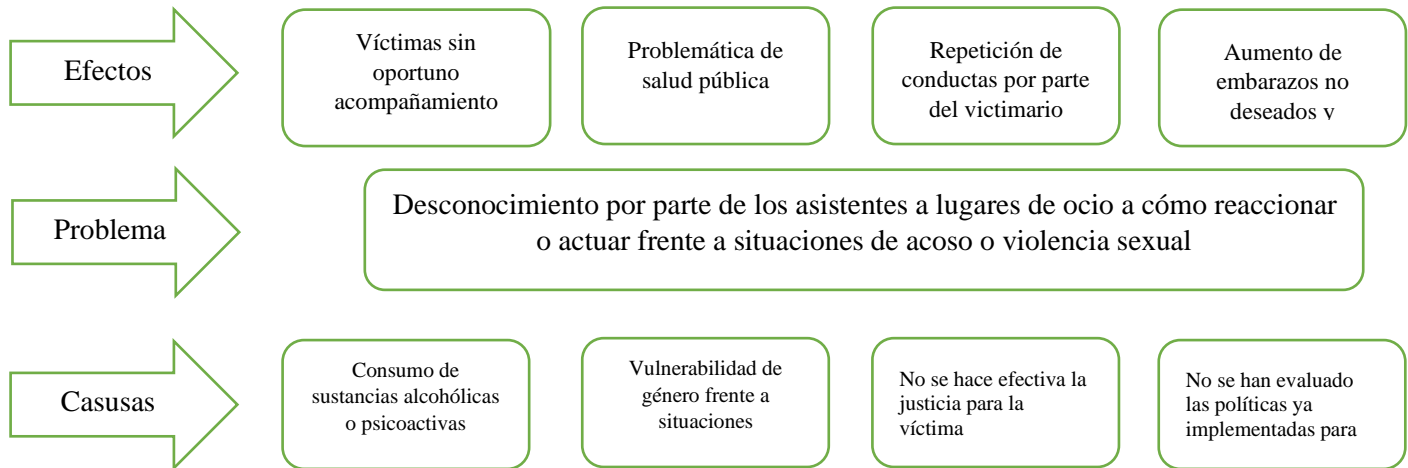 Efectos
Víctimas sin
oportuno
acompañamiento
Problemática de
salud pública
Repetición de
conductas por parte
del victimario
Aumento de
embarazos no
deseados
Problema
Desconocimiento por parte de los asistentes a lugares de ocio a cómo reaccionar
o actuar frente a situaciones de acoso o violencia sexual
Casusas
Consumo de
sustancias alcohólicas
o psicoactivas
Vulnerabilidad de
género frente a
situaciones
No se hace efectiva la
justicia para la
víctima
No se han evaluado
las políticas ya
implementadas para